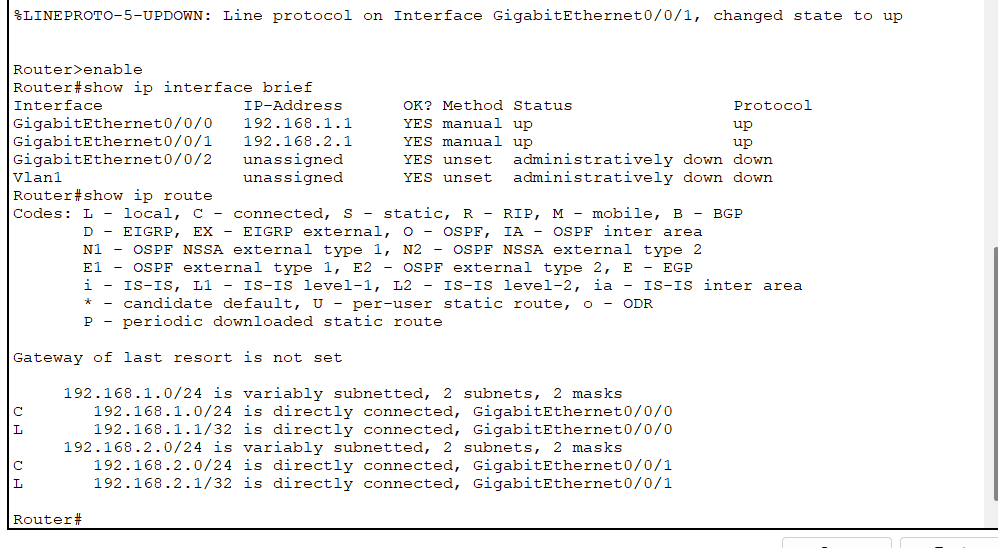 %LINEPROTO-5-UPDOWN: Line protocol on Interface GigabitEthernet0/0/1, changed state to up
Router>enable
Router#show ip interface brief
Interface              IP-Address      OK? Method Status                Protocol
GigabitEthernet0/0/0   192.168.1.1     YES manual up                    up
GigabitEthernet0/0/1   192.168.2.1     YES manual up                    up
GigabitEthernet0/0/2   unassigned      YES unset  administratively down down
Vlan1                  unassigned      YES unset  administratively down down
Router#show ip route
Codes: L - local, C - connected, S - static, R - RIP, M - mobile, B - BGP
       D - EIGRP, EX - EIGRP external, O - OSPF, IA - OSPF inter area
       N1 - OSPF NSSA external type 1, N2 - OSPF NSSA external type 2
       E1 - OSPF external type 1, E2 - OSPF external type 2, E - EGP
       i - IS-IS, L1 - IS-IS level-1, L2 - IS-IS level-2, ia - IS-IS inter area
       * - candidate default, U - per-user static route, o - ODR
       P - periodic downloaded static route
Gateway of last resort is not set
     192.168.1.0/24 is variably subnetted, 2 subnets, 2 masks
C       192.168.1.0/24 is directly connected, GigabitEthernet0/0/0
L       192.168.1.1/32 is directly connected, GigabitEthernet0/0/0
     192.168.2.0/24 is variably subnetted, 2 subnets, 2 masks
C       192.168.2.0/24 is directly connected, GigabitEthernet0/0/1
L       192.168.2.1/32 is directly connected, GigabitEthernet0/0/1
Router#